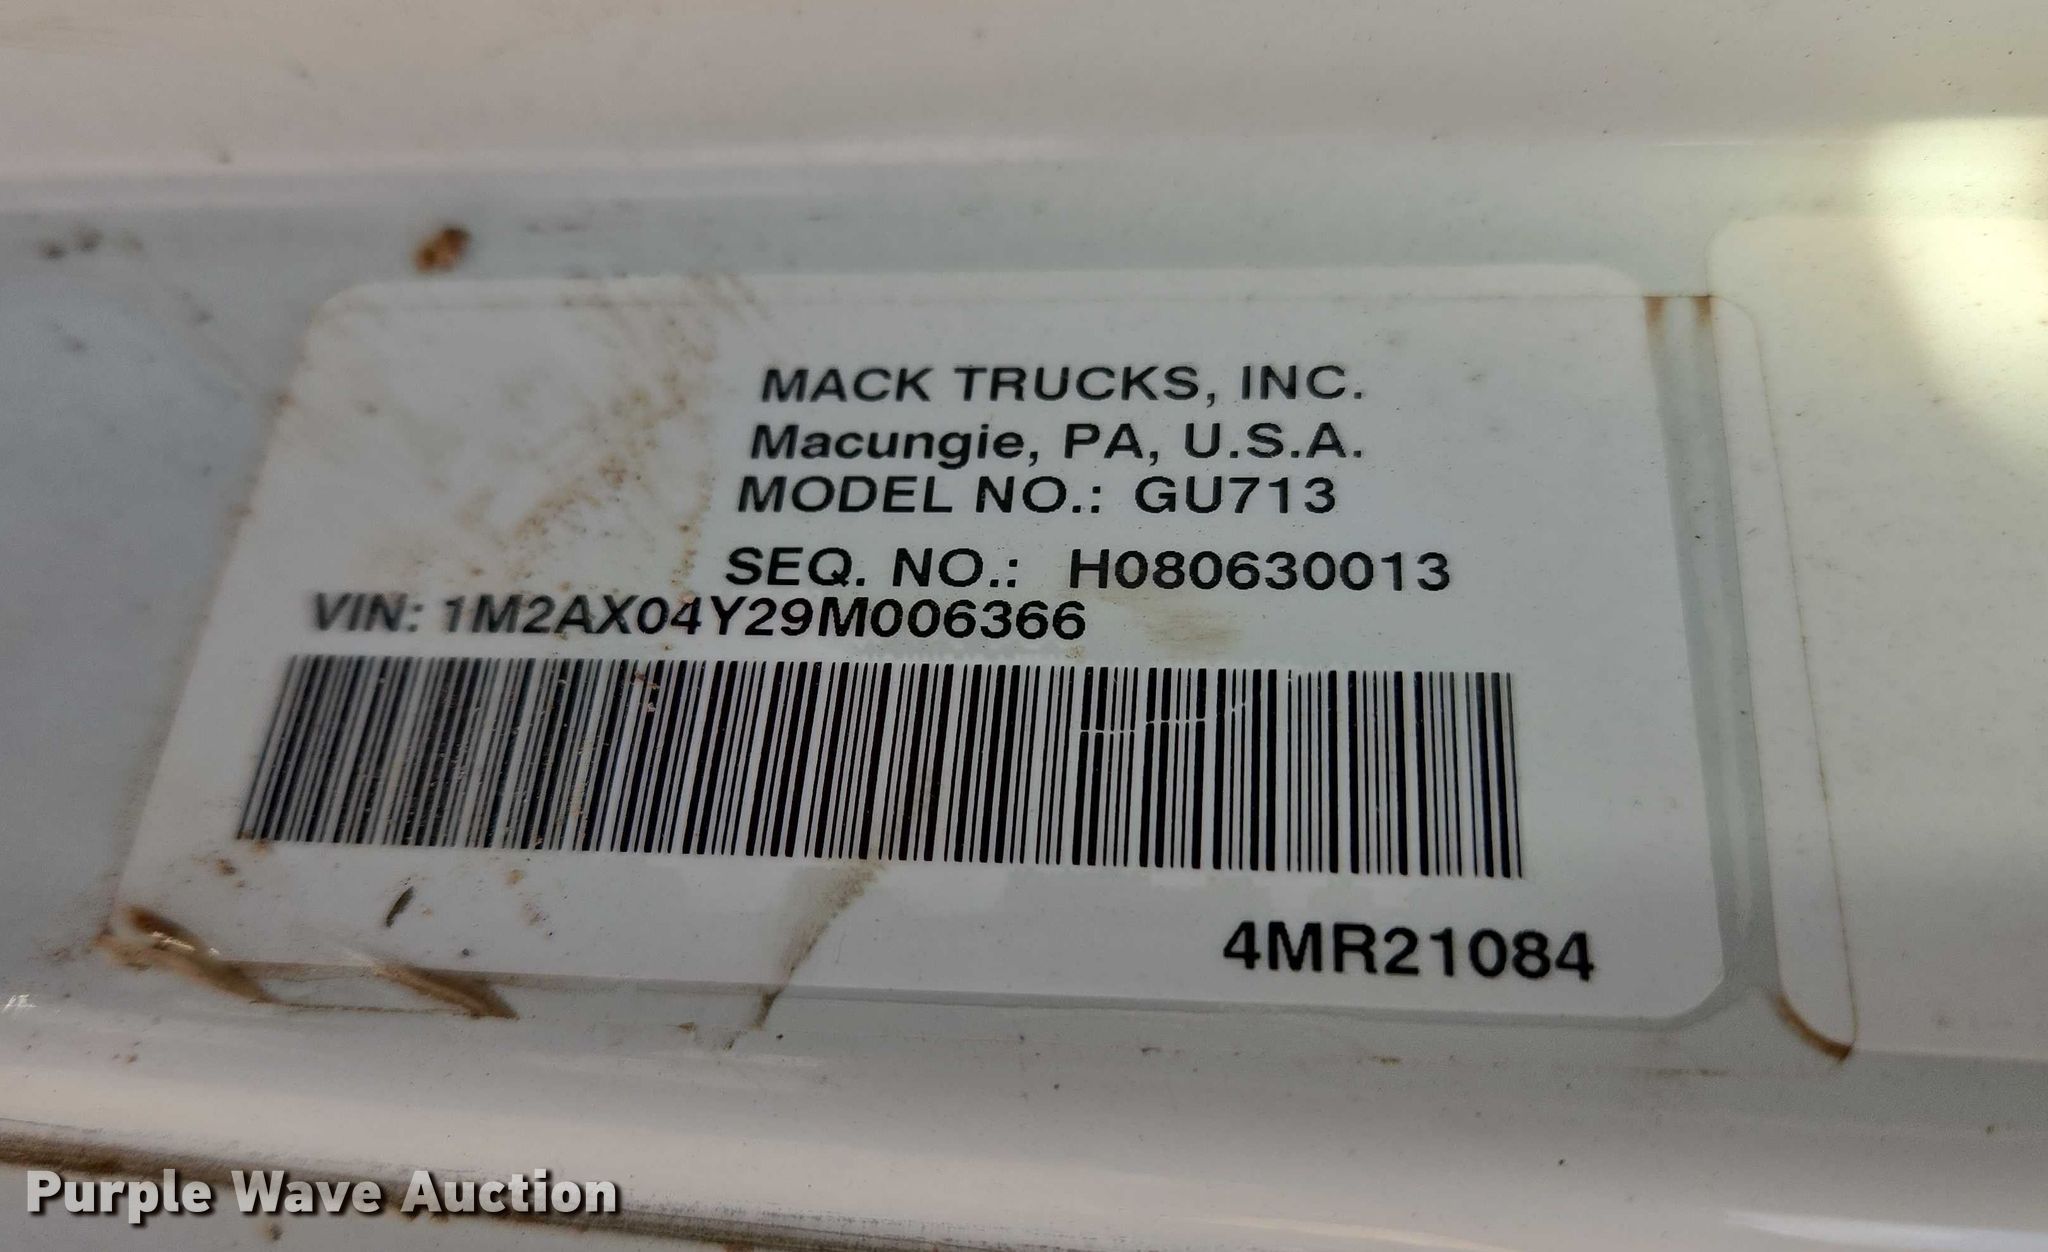 MACK TRUCKS, INC.
Macungie, PA, U.S.A.
MODEL NO.: GU713
SEQ. NO.: H080630013
VIN: 1M2AX04Y29M006366
4MR21084
Purple Wave Auction